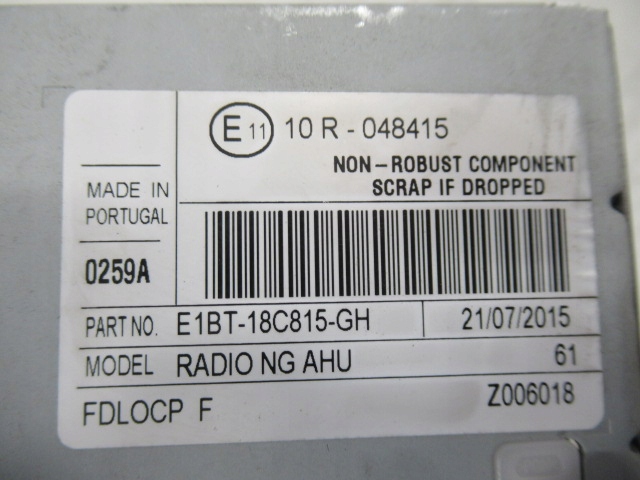 E 11 10 R - 048415
NON-ROBUST COMPONENT
SCRAP IF DROPPED
MADE IN
PORTUGAL
0259A
PART NO. E1BT-18C815-GH 21/07/2015
MODEL RADIO NG AHU 61
FDLOCP F Z006018